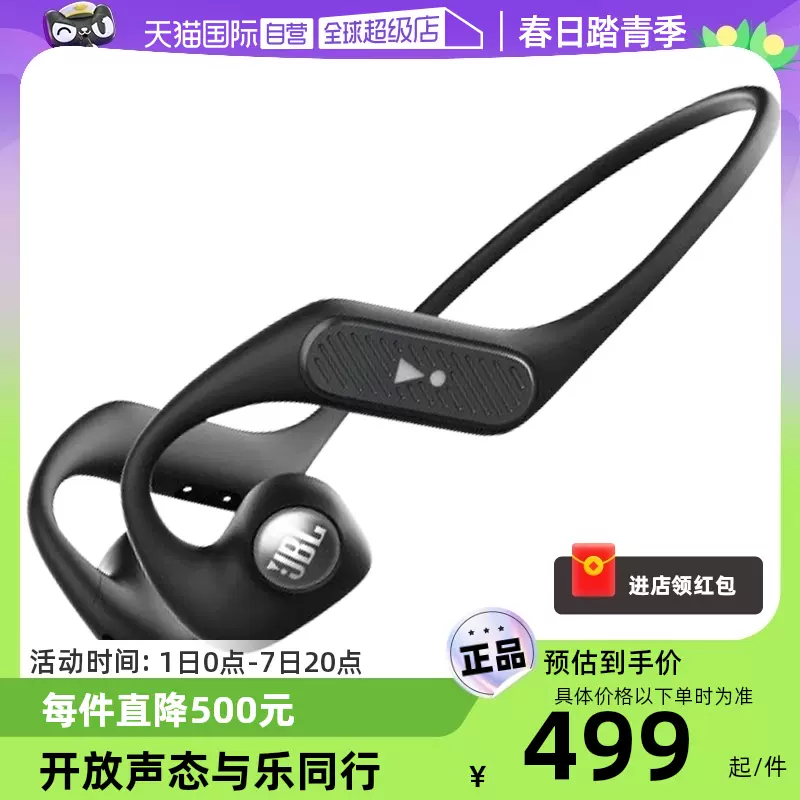 天猫国际 自营 全球超级店 春日踏青季
JBL
进店领红包
活动时间: 1日0点-7日20点
正品
预估到手价
具体价格以下单时为准
每件直降500元
开放声态与乐同行
¥ 499 起/件